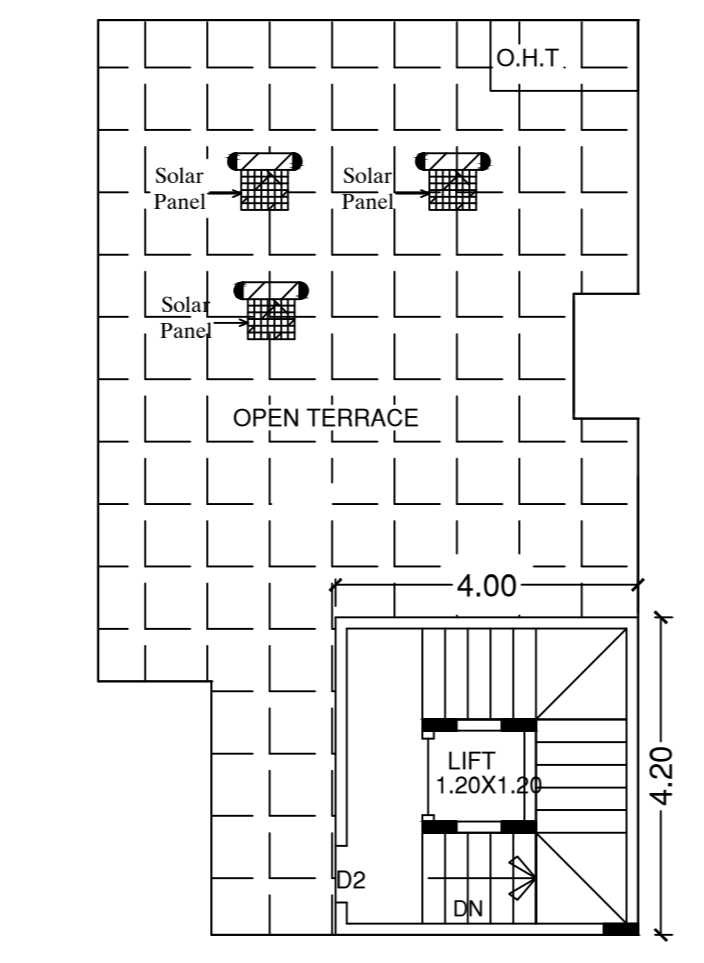 O.H.T.
Solar
Panel
Solar
Panel
Solar
Panel
OPEN TERRACE
4.00
LIFT
1.20X1.20
4.20
D2
DN